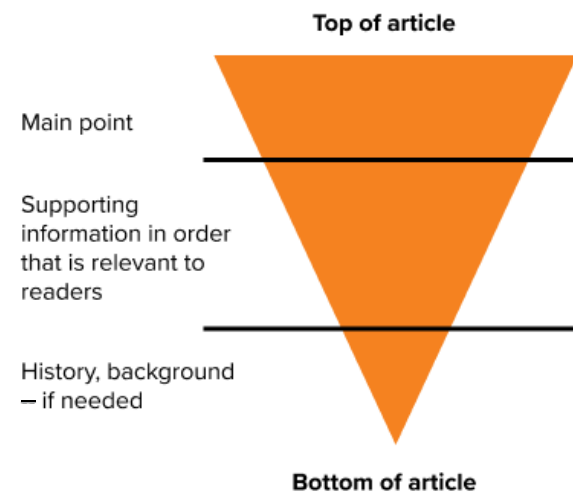 Top of article
Main point
Supporting
information in order
that is relevant to
readers
History, background
– if needed
Bottom of article